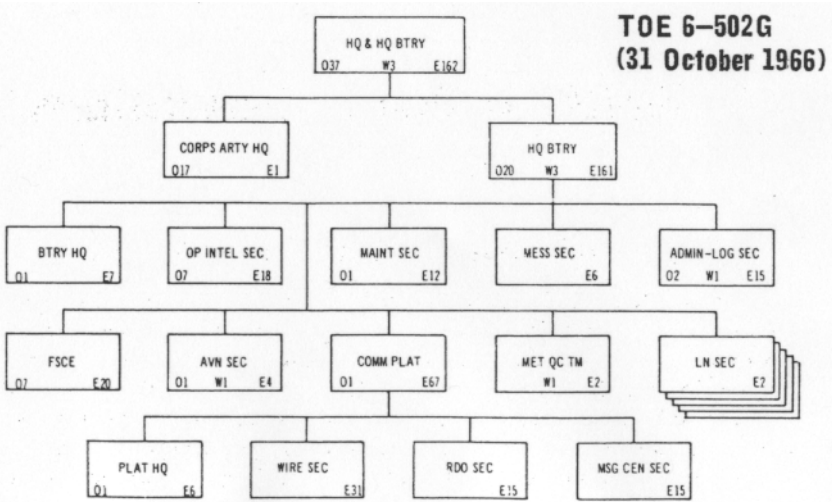 TOE 6–502G
(31 October 1966)
HQ & HQ BTRY
O37 W3 E162
CORPS ARTY HQ
O17 E1
HQ BTRY
O20 W3 E161
BTRY HQ
O1 E7
OP INTEL SEC
O7 E18
MAINT SEC
O1 E12
MESS SEC
E6
ADMIN–LOG SEC
O2 W1 E15
FSCE
O7 E20
AVN SEC
O1 W1 E4
COMM PLAT
O1 E67
MET QC TM
W1 E2
LN SEC
E2
PLAT HQ
O1 E6
WIRE SEC
E31
RDO SEC
E15
MSG CEN SEC
E15